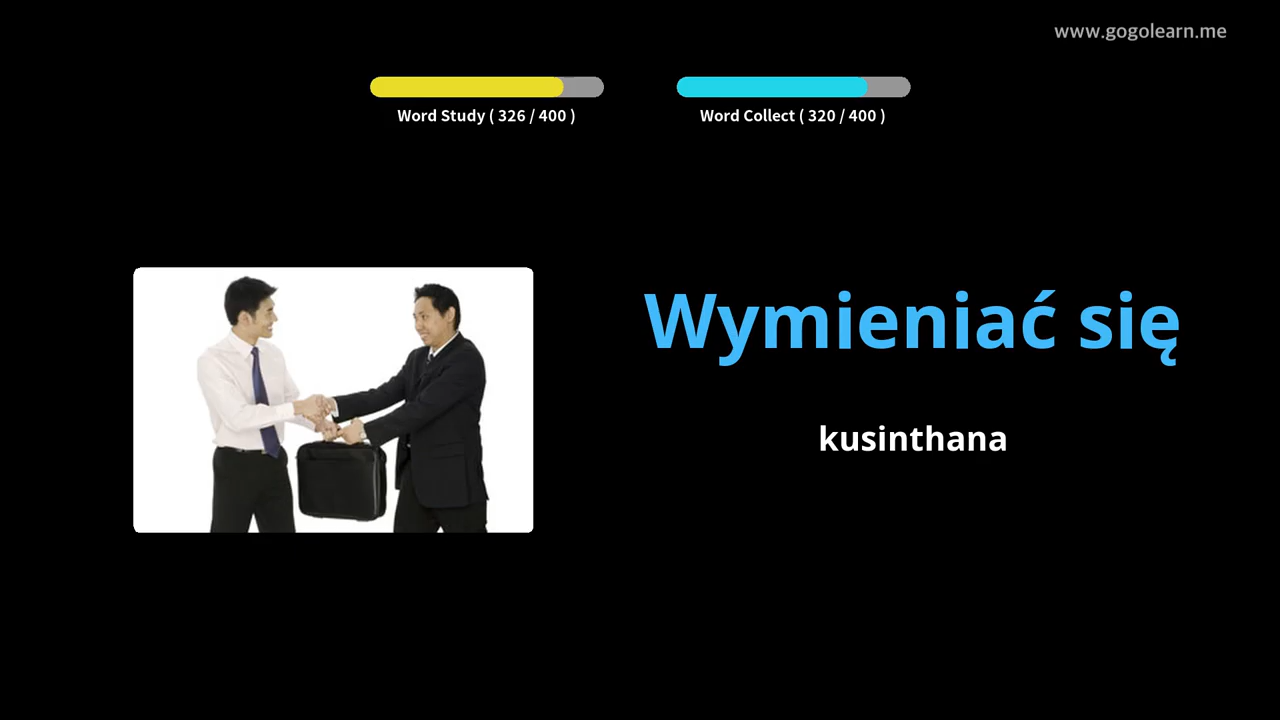 www.gogolearn.me
Word Study ( 326 / 400 )
Word Collect ( 320 / 400 )
Wymieniać się
kusinthana